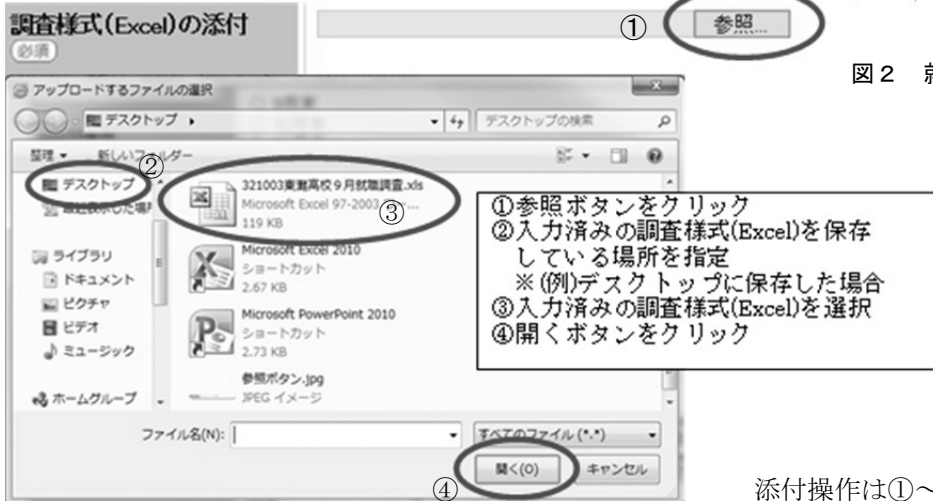 調査様式(Excel)の添付
必須
① 参照...
図2 就
アップロードするファイルの選択
デスクトップ
デスクトップの検索
整理 新しいフォルダー
② デスクトップ
最近表示した場所
ライブラリ
ドキュメント
ピクチャ
ビデオ
ミュージック
ホームグループ
321003東灘高校9月就職調査.xls
Microsoft Excel 97-2003 ...
③
119 KB
Microsoft Excel 2010
ショートカット
2.67 KB
Microsoft PowerPoint 2010
ショートカット
2.73 KB
参照ボタン.jpg
JPEG イメージ
①参照ボタンをクリック
②入力済みの調査様式(Excel)を保存
している場所を指定
※(例)デスクトップに保存した場合
③入力済みの調査様式(Excel)を選択
④開くボタンをクリック
ファイル名(N):
すべてのファイル (*.*)
④ 開く(O) キャンセル
添付操作は①～